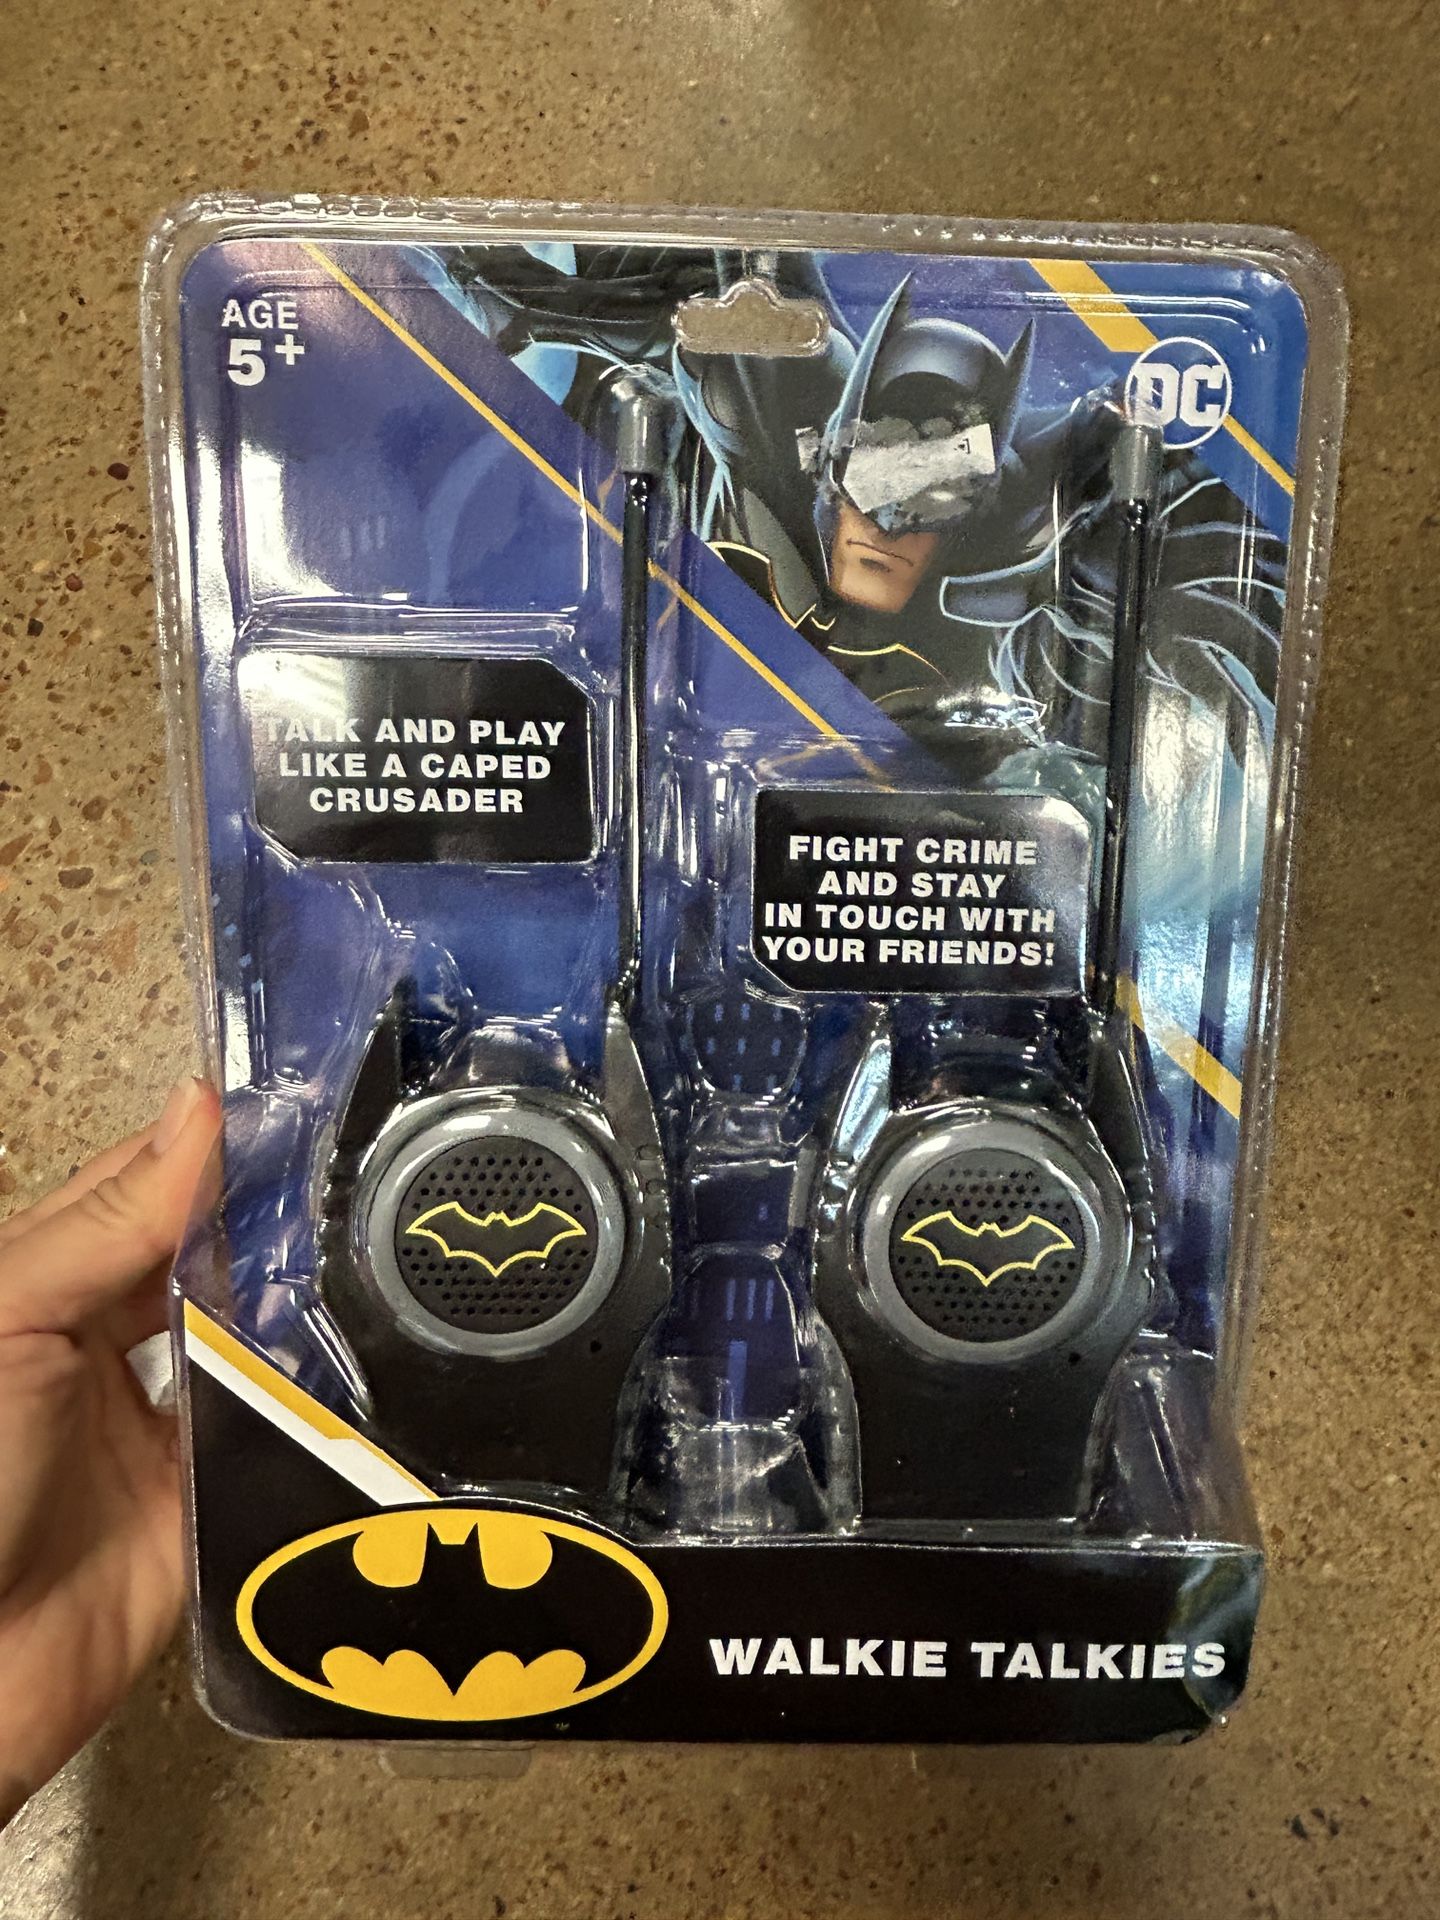 AGE
5+
DC
TALK AND PLAY
LIKE A CAPED
CRUSADER
FIGHT CRIME
AND STAY
IN TOUCH WITH
YOUR FRIENDS!
WALKIE TALKIES